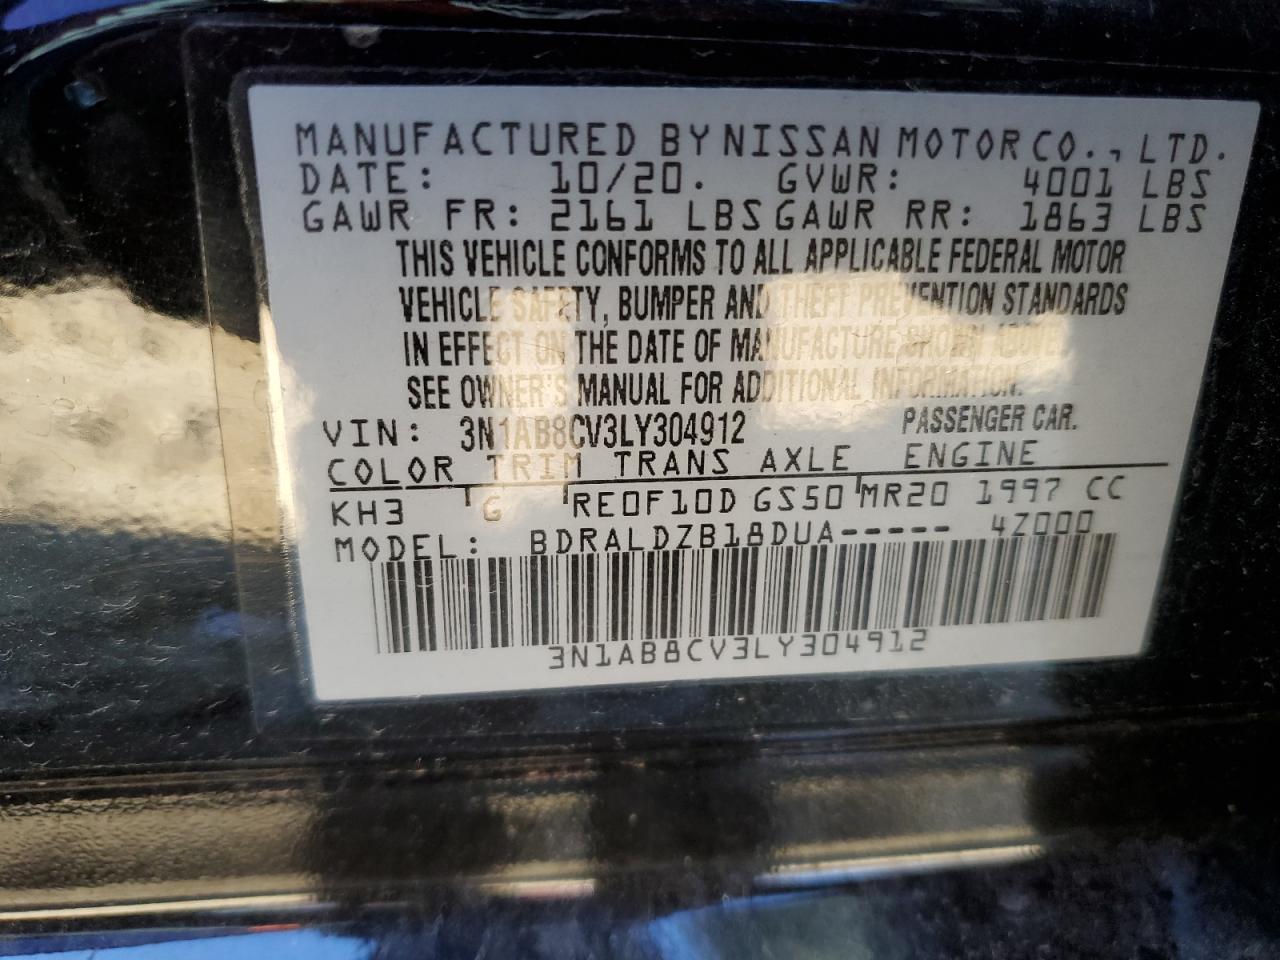 MANUFACTURED BY NISSAN MOTOR CO., LTD.
DATE: 10/20. GVWR: 4001 LBS
GAWR FR: 2161 LBS GAWR RR: 1863 LBS
THIS VEHICLE CONFORMS TO ALL APPLICABLE FEDERAL MOTOR
VEHICLE SAFETY, BUMPER AND THEFT PREVENTION STANDARDS
IN EFFECT ON THE DATE OF MANUFACTURE SHOWN ABOVE.
SEE OWNER'S MANUAL FOR ADDITIONAL INFORMATION.
VIN: 3N1AB8CV3LY304912 PASSENGER CAR.
COLOR TRIM TRANS AXLE ENGINE
KH3 G RE0F10D GS50 MR20 1997 CC
MODEL: BDRALDZB18DUA----- 4Z000
3N1AB8CV3LY304912